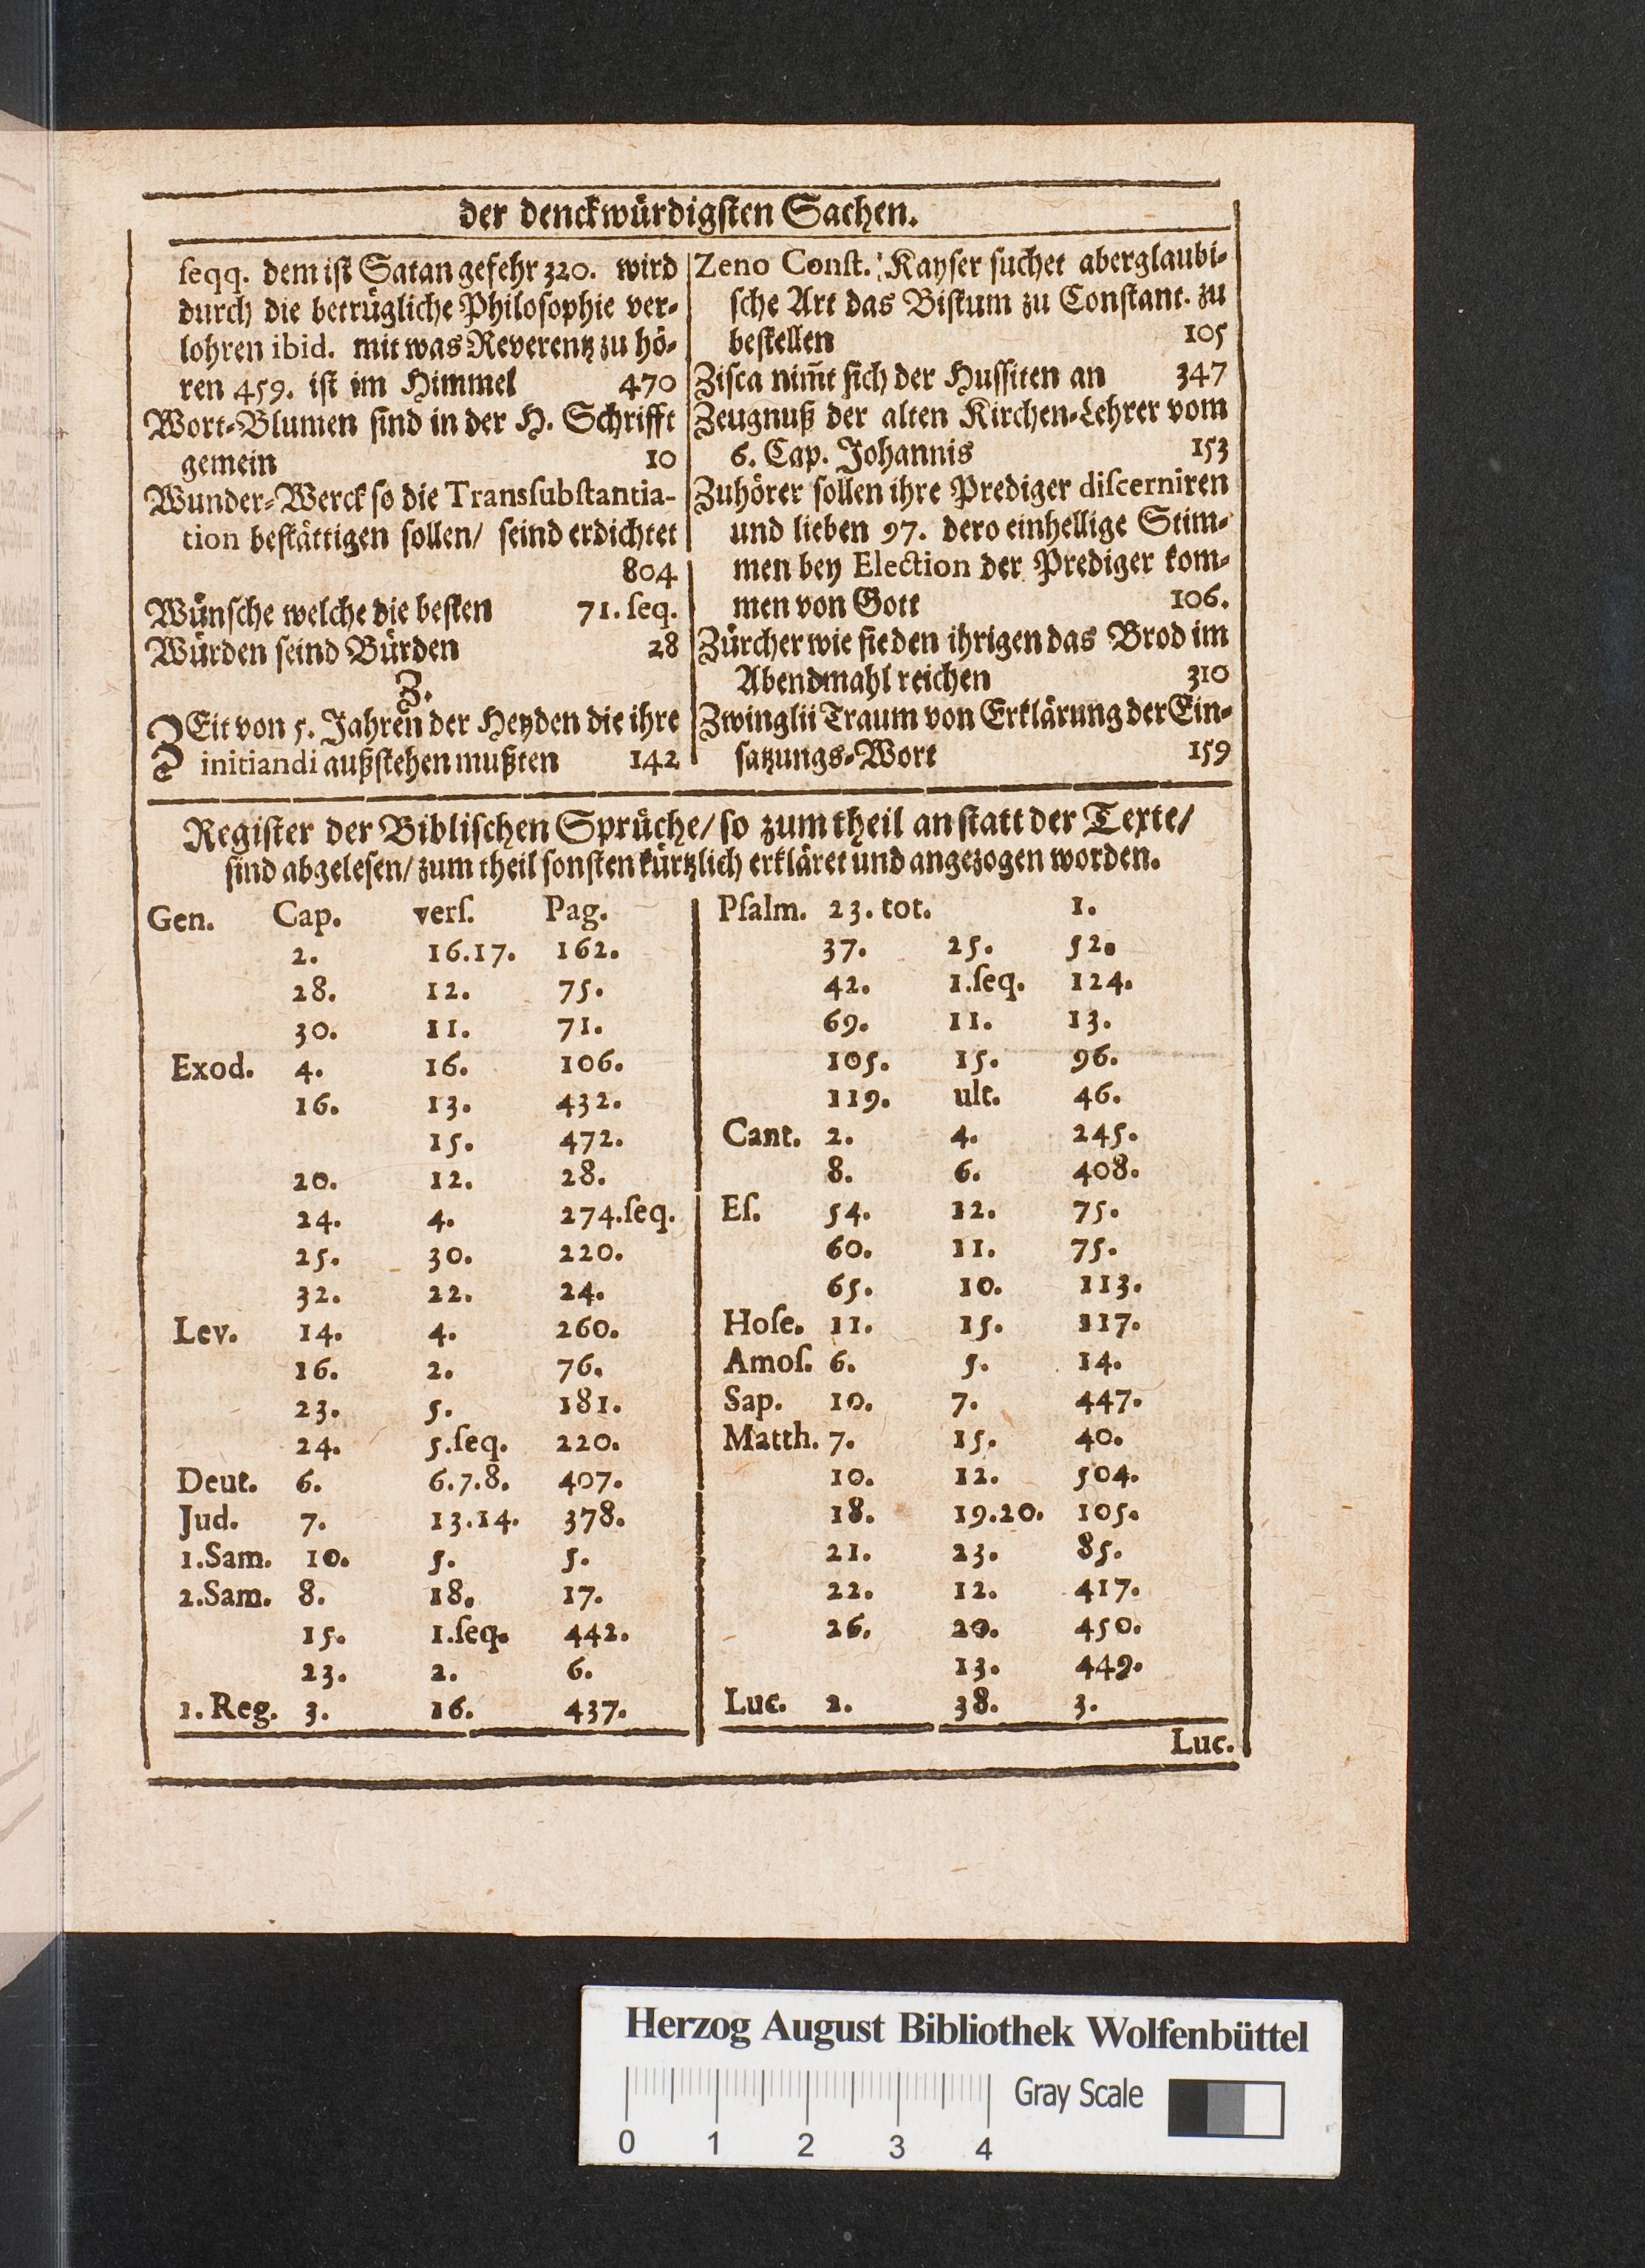 der denckwürdigsten Sachen.
seqq. dem ist Satan gefehr 320. wird
durch die betrügliche Philosophie ver-
lohren ibid. mit was Reverentz zu hö-
ren 459. ist im Himmel 470
Wort-Blumen sind in der H. Schrifft
gemein 10
Wunder-Werck so die Transsubstantia-
tion bestättigen sollen/ seind erdichtet
804
Wünsche welche die besten 71. seq.
Würden seind Bürden 28
Z.
ZEit von 5. Jahren der Heyden die ihre
initiandi außstehen mußten 142
Zeno Const. Kayser suchet aberglaubi-
sche Art das Bistum zu Constant. zu
bestellen 105
Zisca nim̃t sich der Hussiten an 347
Zeugnuß der alten Kirchen-Lehrer vom
6. Cap. Johannis 153
Zuhörer sollen ihre Prediger discerniren
und lieben 97. dero einhellige Stim-
men bey Election der Prediger kom-
men von Gott 106.
Zürcher wie sie den ihrigen das Brod im
Abendmahl reichen 310
Zwinglii Traum von Erklärung der Ein-
satzungs-Wort 159
Register der Biblischen Sprüche/ so zum theil anstatt der Texte/
sind abgelesen/ zum theil sonsten kürtzlich erkläret und angezogen worden.
Gen. Cap. vers. Pag.
2. 16.17. 162.
28. 12. 75.
30. 11. 71.
Exod. 4. 16. 106.
16. 13. 432.
15. 472.
20. 12. 28.
24. 4. 274.seq.
25. 30. 220.
32. 22. 24.
Lev. 14. 4. 260.
16. 2. 76.
23. 5. 181.
24. 5.seq. 220.
Deut. 6. 6.7.8. 407.
Jud. 7. 13.14. 378.
1.Sam. 10. 5. 5.
2.Sam. 8. 18. 17.
15. 1.seq. 442.
23. 2. 6.
1. Reg. 3. 16. 437.
Psalm. 23. tot. 1.
37. 25. 52.
42. 1.seq. 124.
69. 11. 13.
105. 15. 96.
119. ult. 46.
Cant. 2. 4. 245.
8. 6. 408.
Es. 54. 12. 75.
60. 11. 75.
65. 10. 113.
Hose. 11. 15. 117.
Amos. 6. 5. 14.
Sap. 10. 7. 447.
Matth. 7. 15. 40.
10. 12. 504.
18. 19.20. 105.
21. 23. 85.
22. 12. 417.
26. 20. 450.
13. 449.
Luc. 2. 38. 3.
Luc.
Herzog August Bibliothek Wolfenbüttel
Gray Scale
0 1 2 3 4